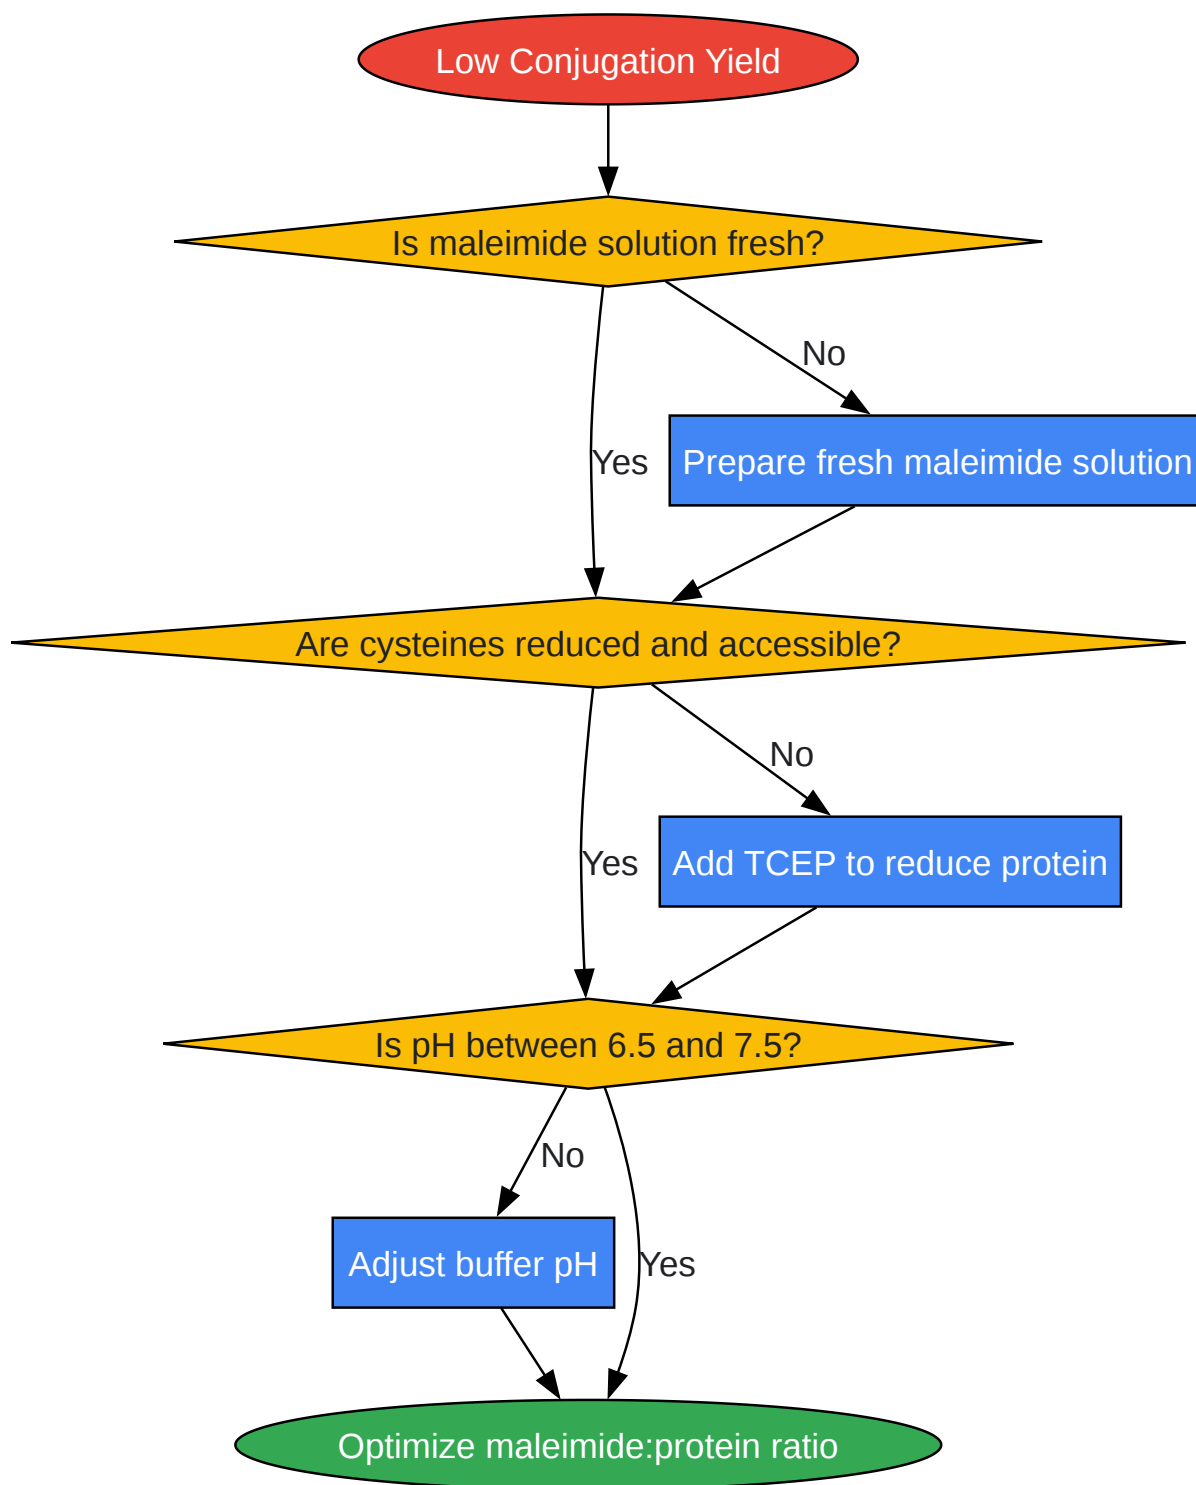 Low Conjugation Yield
Is maleimide solution fresh?
No
Yes
Prepare fresh maleimide solution
Are cysteines reduced and accessible?
No
Yes
Add TCEP to reduce protein
Is pH between 6.5 and 7.5?
No
Adjust buffer pH
Yes
Optimize maleimide:protein ratio